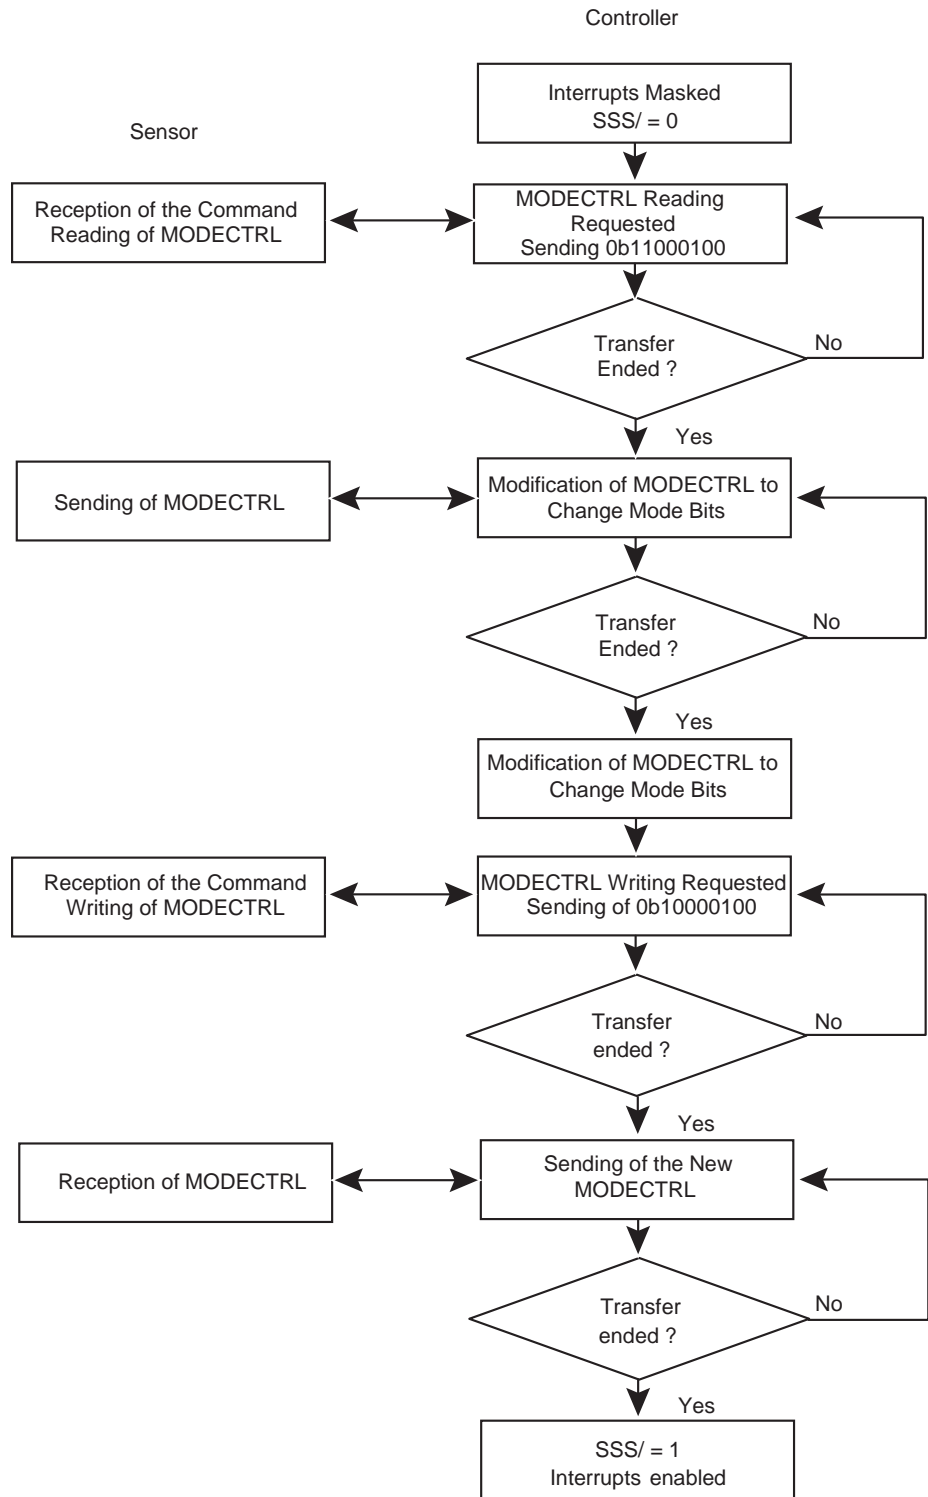 Controller
Interrupts Masked
SSS/ = 0
Sensor
Reception of the Command
Reading of MODECTRL
MODECTRL Reading
Requested
Sending 0b11000100
Transfer
Ended ?
No
Yes
Sending of MODECTRL
Modification of MODECTRL to
Change Mode Bits
Transfer
Ended ?
No
Yes
Modification of MODECTRL to
Change Mode Bits
Reception of the Command
Writing of MODECTRL
MODECTRL Writing Requested
Sending of 0b10000100
Transfer
ended ?
No
Yes
Reception of MODECTRL
Sending of the New
MODECTRL
Transfer
ended ?
No
Yes
SSS/ = 1
Interrupts enabled